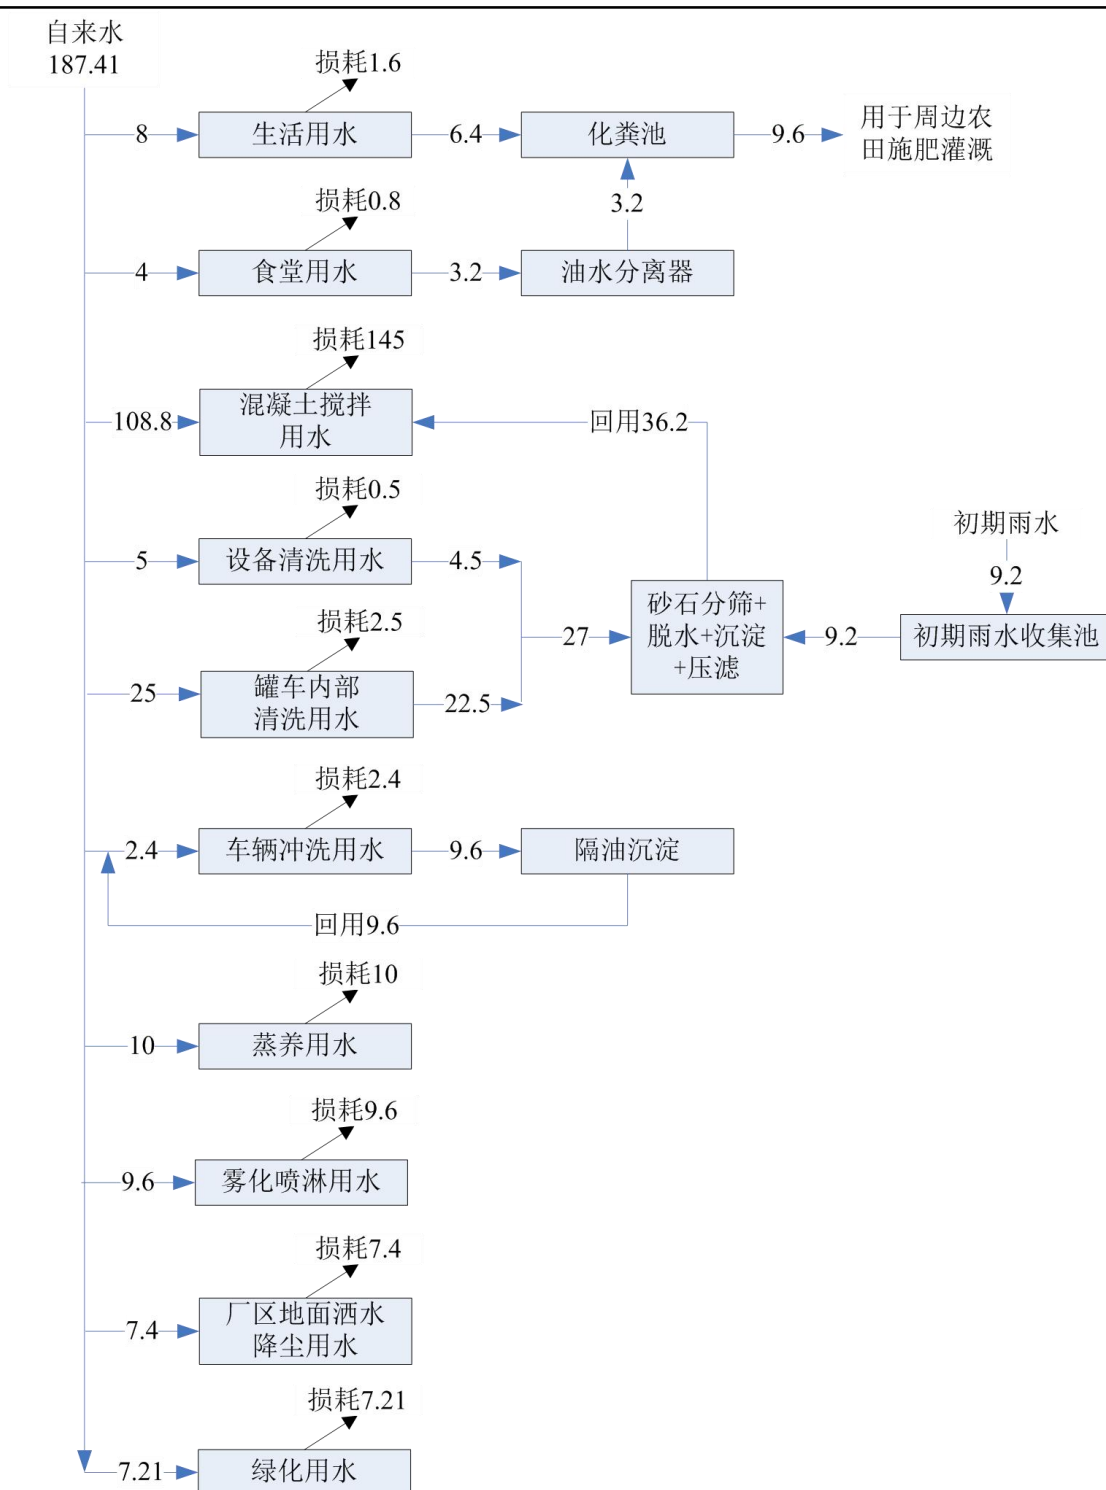 自来水
187.41
损耗1.6
8
生活用水
6.4
化粪池
9.6
用于周边农
田施肥灌溉
损耗0.8
3.2
4
食堂用水
3.2
油水分离器
损耗145
108.8
混凝土搅拌
用水
回用36.2
损耗0.5
5
设备清洗用水
4.5
初期雨水
9.2
砂石分筛+
脱水+沉淀
+压滤
27
9.2
初期雨水收集池
损耗2.5
25
罐车内部
清洗用水
22.5
损耗2.4
2.4
车辆冲洗用水
9.6
隔油沉淀
回用9.6
损耗10
10
蒸养用水
损耗9.6
9.6
雾化喷淋用水
损耗7.4
7.4
厂区地面洒水
降尘用水
损耗7.21
7.21
绿化用水